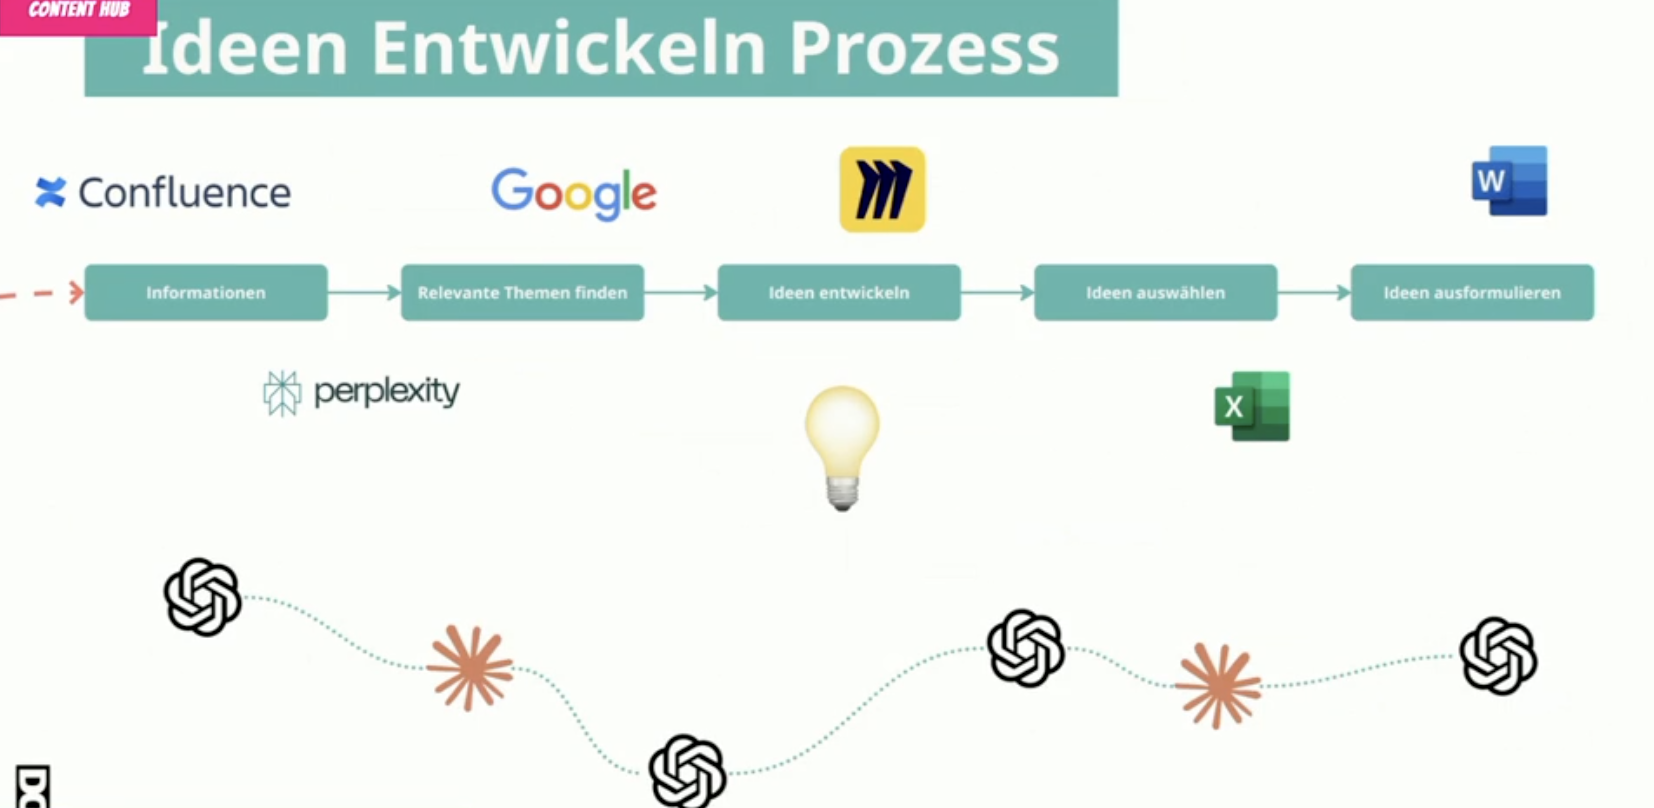 CONTENT HUB
Ideen Entwickeln Prozess
Confluence
Google
W
Informationen
Relevante Themen finden
Ideen entwickeln
Ideen auswählen
Ideen ausformulieren
perplexity
X